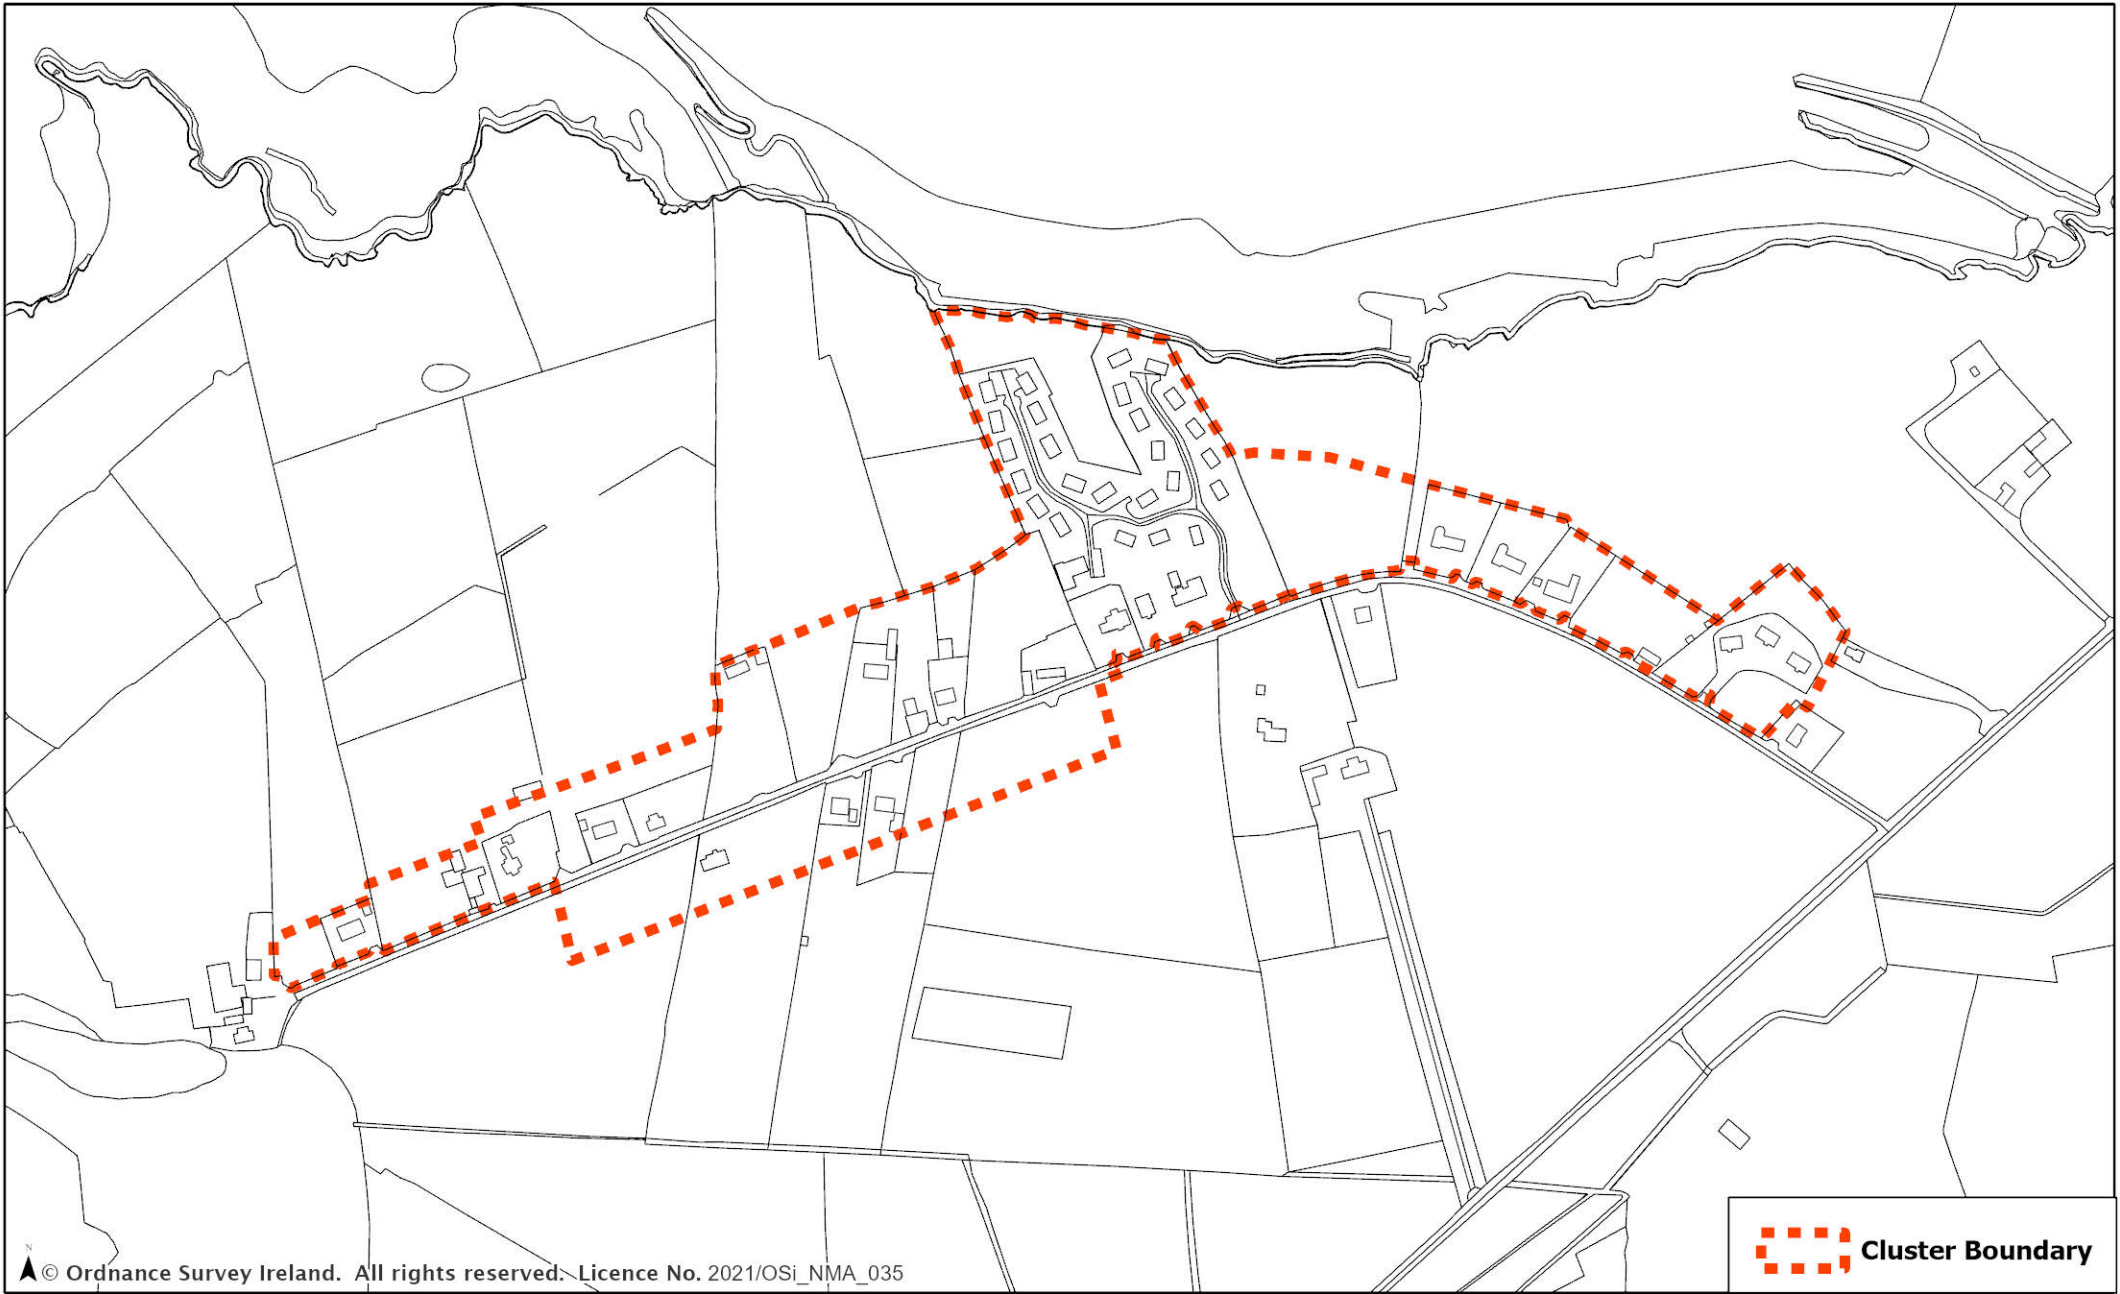 Cluster Boundary
N
© Ordnance Survey Ireland. All rights reserved. Licence No. 2021/OSi_NMA_035